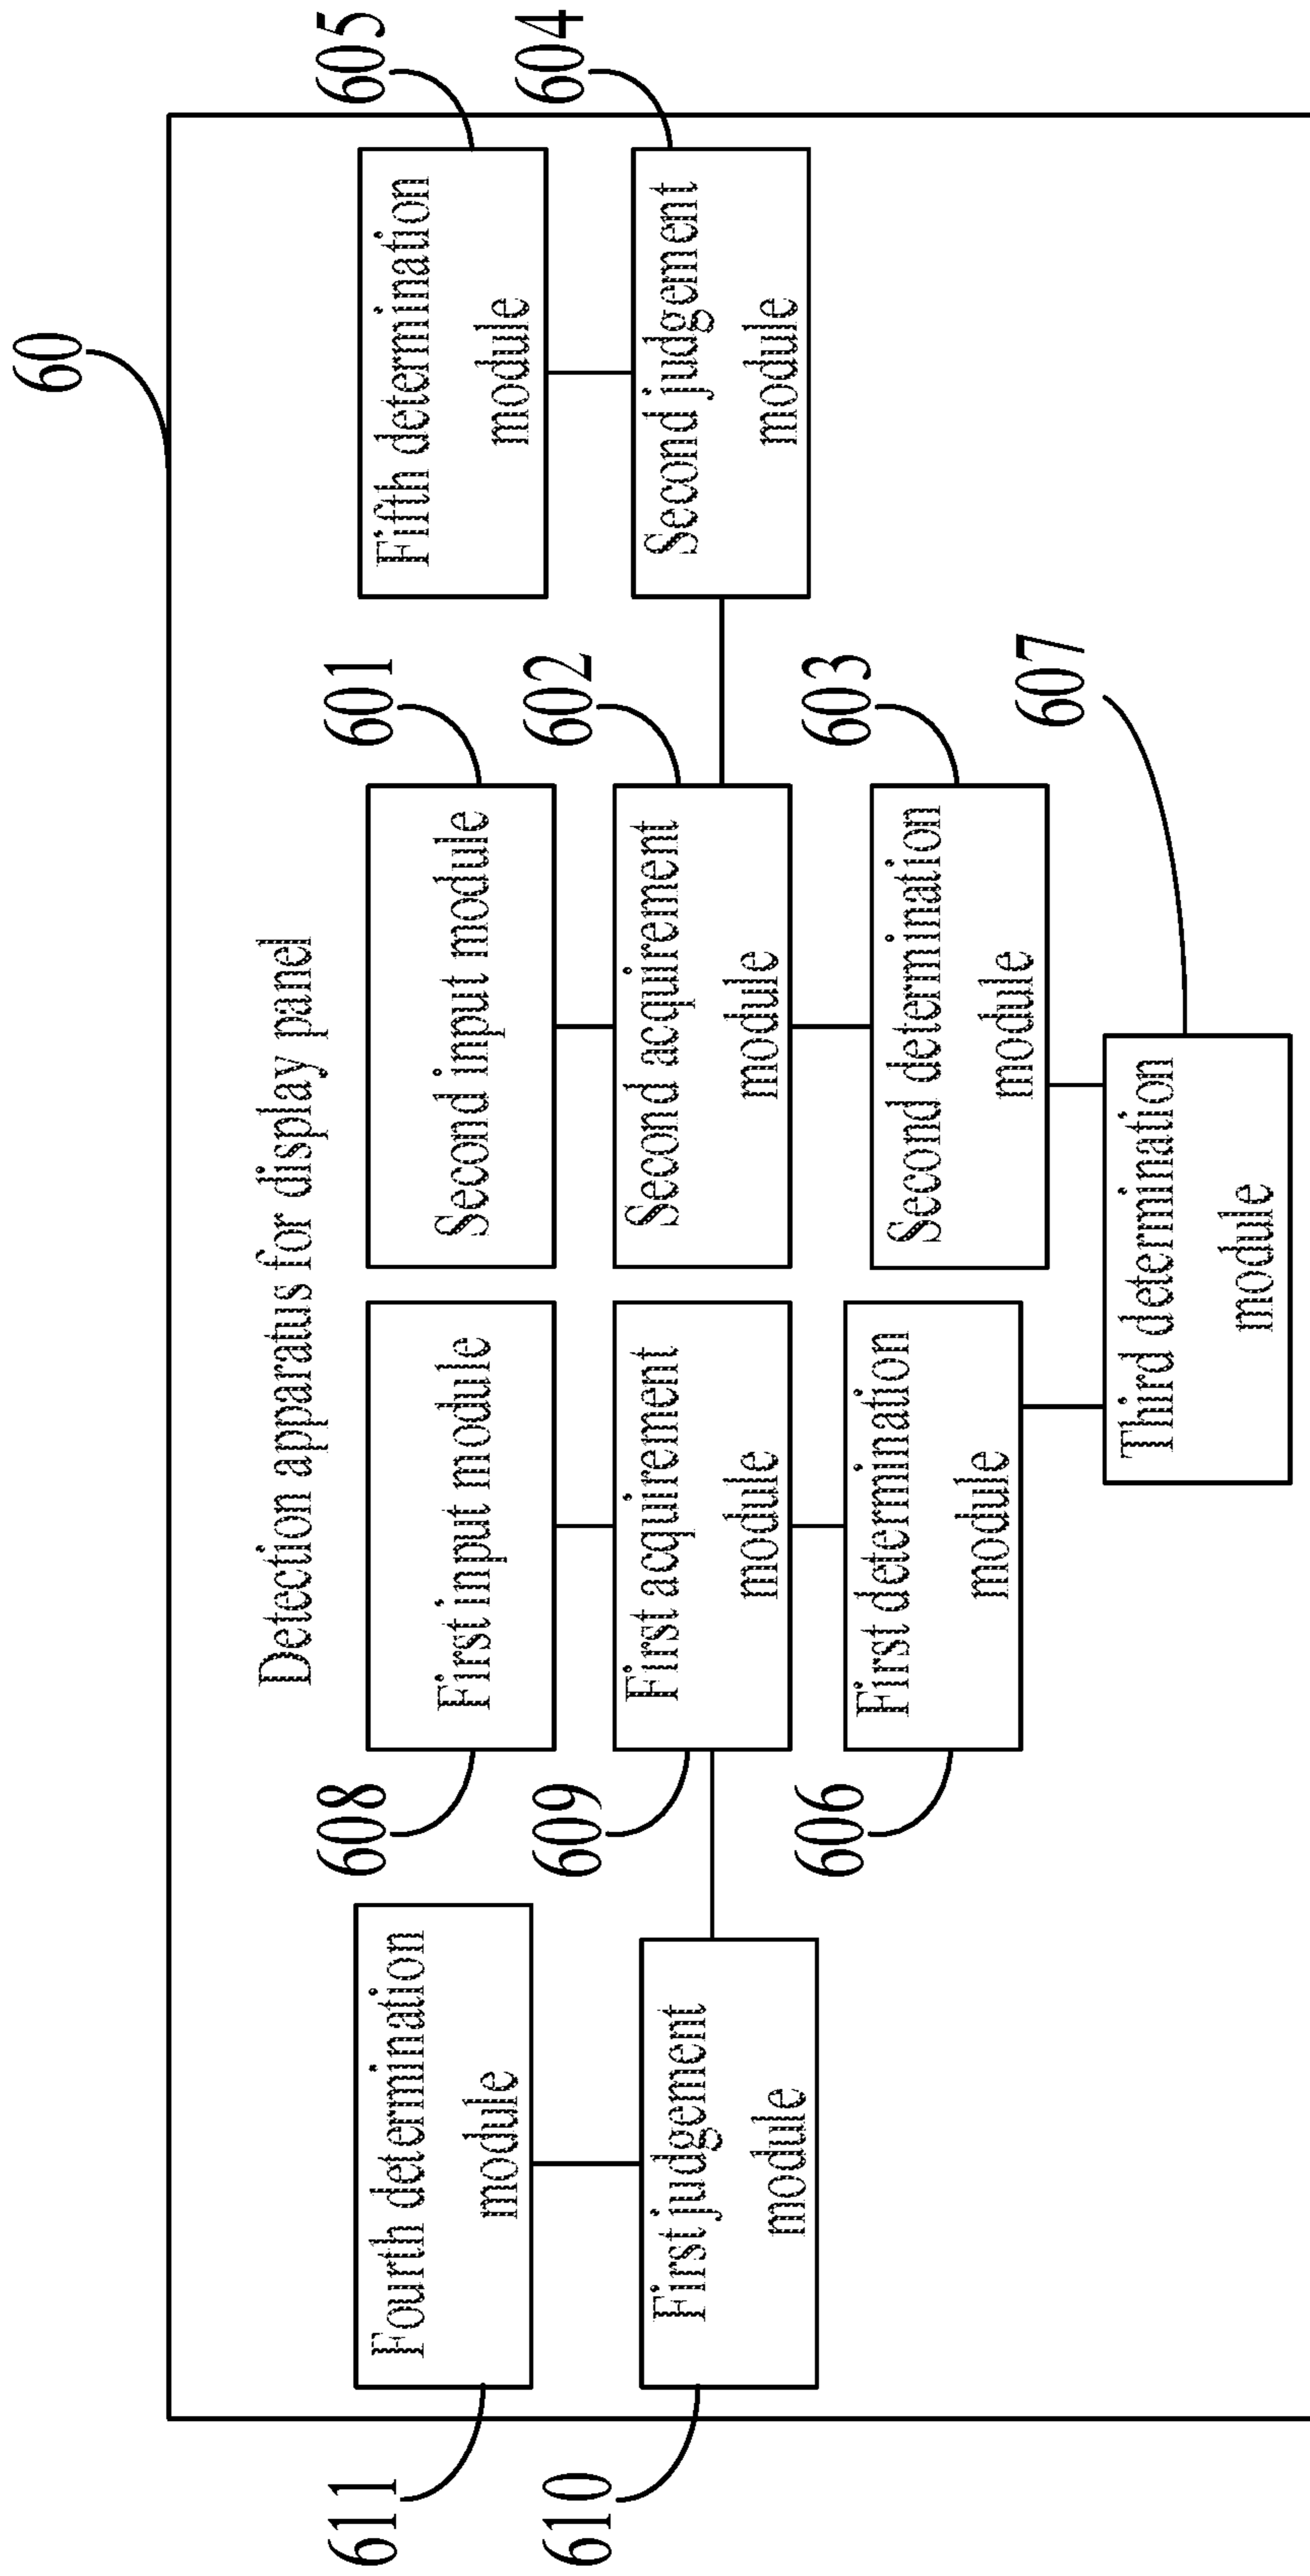 60
Detection apparatus for display panel
611
Fourth determination
module
610
First judgement
module
608
First input module
609
First acquirement
module
606
First determination
module
601
Second input module
602
Second acquirement
module
603
Second determination
module
607
Third determination
module
605
Fifth determination
module
604
Second judgement
module